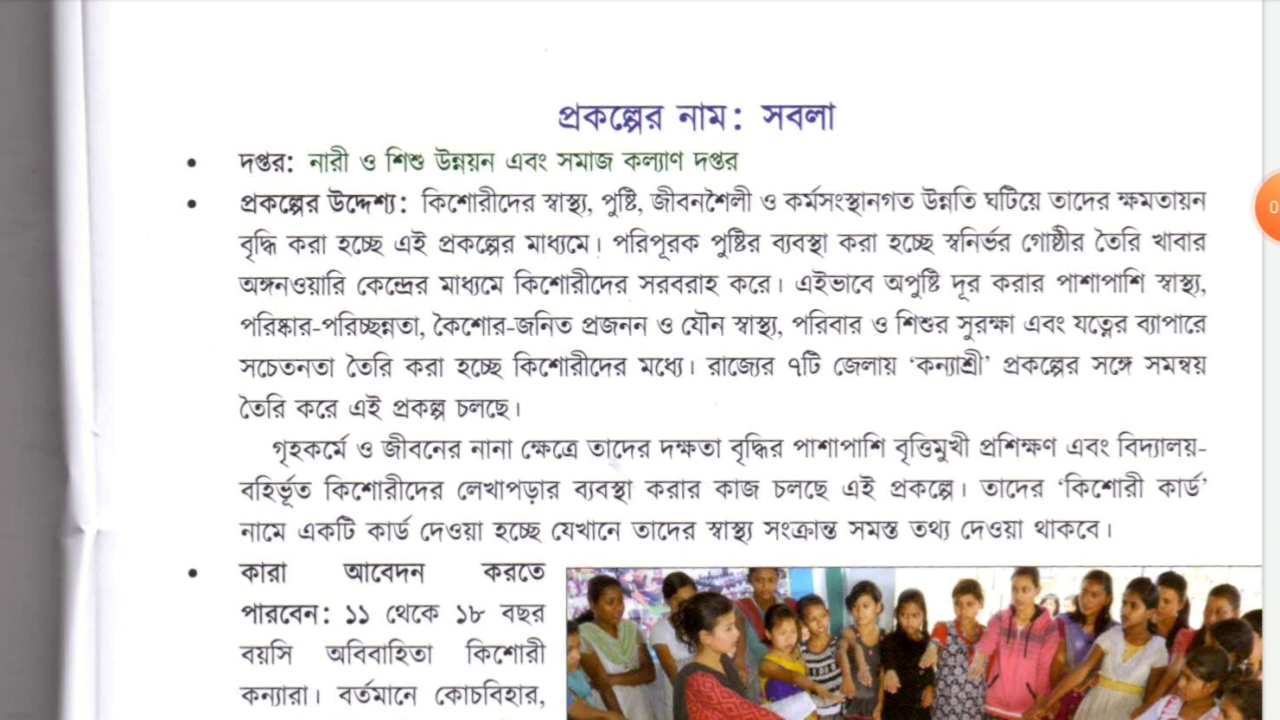 প্রকল্পের নাম: সবলা
• দপ্তর: নারী ও শিশু উন্নয়ন এবং সমাজ কল্যাণ দপ্তর
• প্রকল্পের উদ্দেশ্য: কিশোরীদের স্বাস্থ্য, পুষ্টি, জীবনশৈলী ও কর্মসংস্থানগত উন্নতি ঘটিয়ে তাদের ক্ষমতায়ন
বৃদ্ধি করা হচ্ছে এই প্রকল্পের মাধ্যমে। পরিপূরক পুষ্টির ব্যবস্থা করা হচ্ছে স্বনির্ভর গোষ্ঠীর তৈরি খাবার
অঙ্গনওয়ারি কেন্দ্রের মাধ্যমে কিশোরীদের সরবরাহ করে। এইভাবে অপুষ্টি দূর করার পাশাপাশি স্বাস্থ্য,
পরিষ্কার-পরিচ্ছন্নতা, কৈশোর-জনিত প্রজনন ও যৌন স্বাস্থ্য, পরিবার ও শিশুর সুরক্ষা এবং যত্নের ব্যাপারে
সচেতনতা তৈরি করা হচ্ছে কিশোরীদের মধ্যে। রাজ্যের ৭টি জেলায় ‘কন্যাশ্রী’ প্রকল্পের সঙ্গে সমন্বয়
তৈরি করে এই প্রকল্প চলছে।
গৃহকর্মে ও জীবনের নানা ক্ষেত্রে তাদের দক্ষতা বৃদ্ধির পাশাপাশি বৃত্তিমুখী প্রশিক্ষণ এবং বিদ্যালয়-
বহির্ভূত কিশোরীদের লেখাপড়ার ব্যবস্থা করার কাজ চলছে এই প্রকল্পে। তাদের ‘কিশোরী কার্ড’
নামে একটি কার্ড দেওয়া হচ্ছে যেখানে তাদের স্বাস্থ্য সংক্রান্ত সমস্ত তথ্য দেওয়া থাকবে।
• কারা আবেদন করতে
পারবেন: ১১ থেকে ১৮ বছর
বয়সি অবিবাহিতা কিশোরী
কন্যারা। বর্তমানে কোচবিহার,